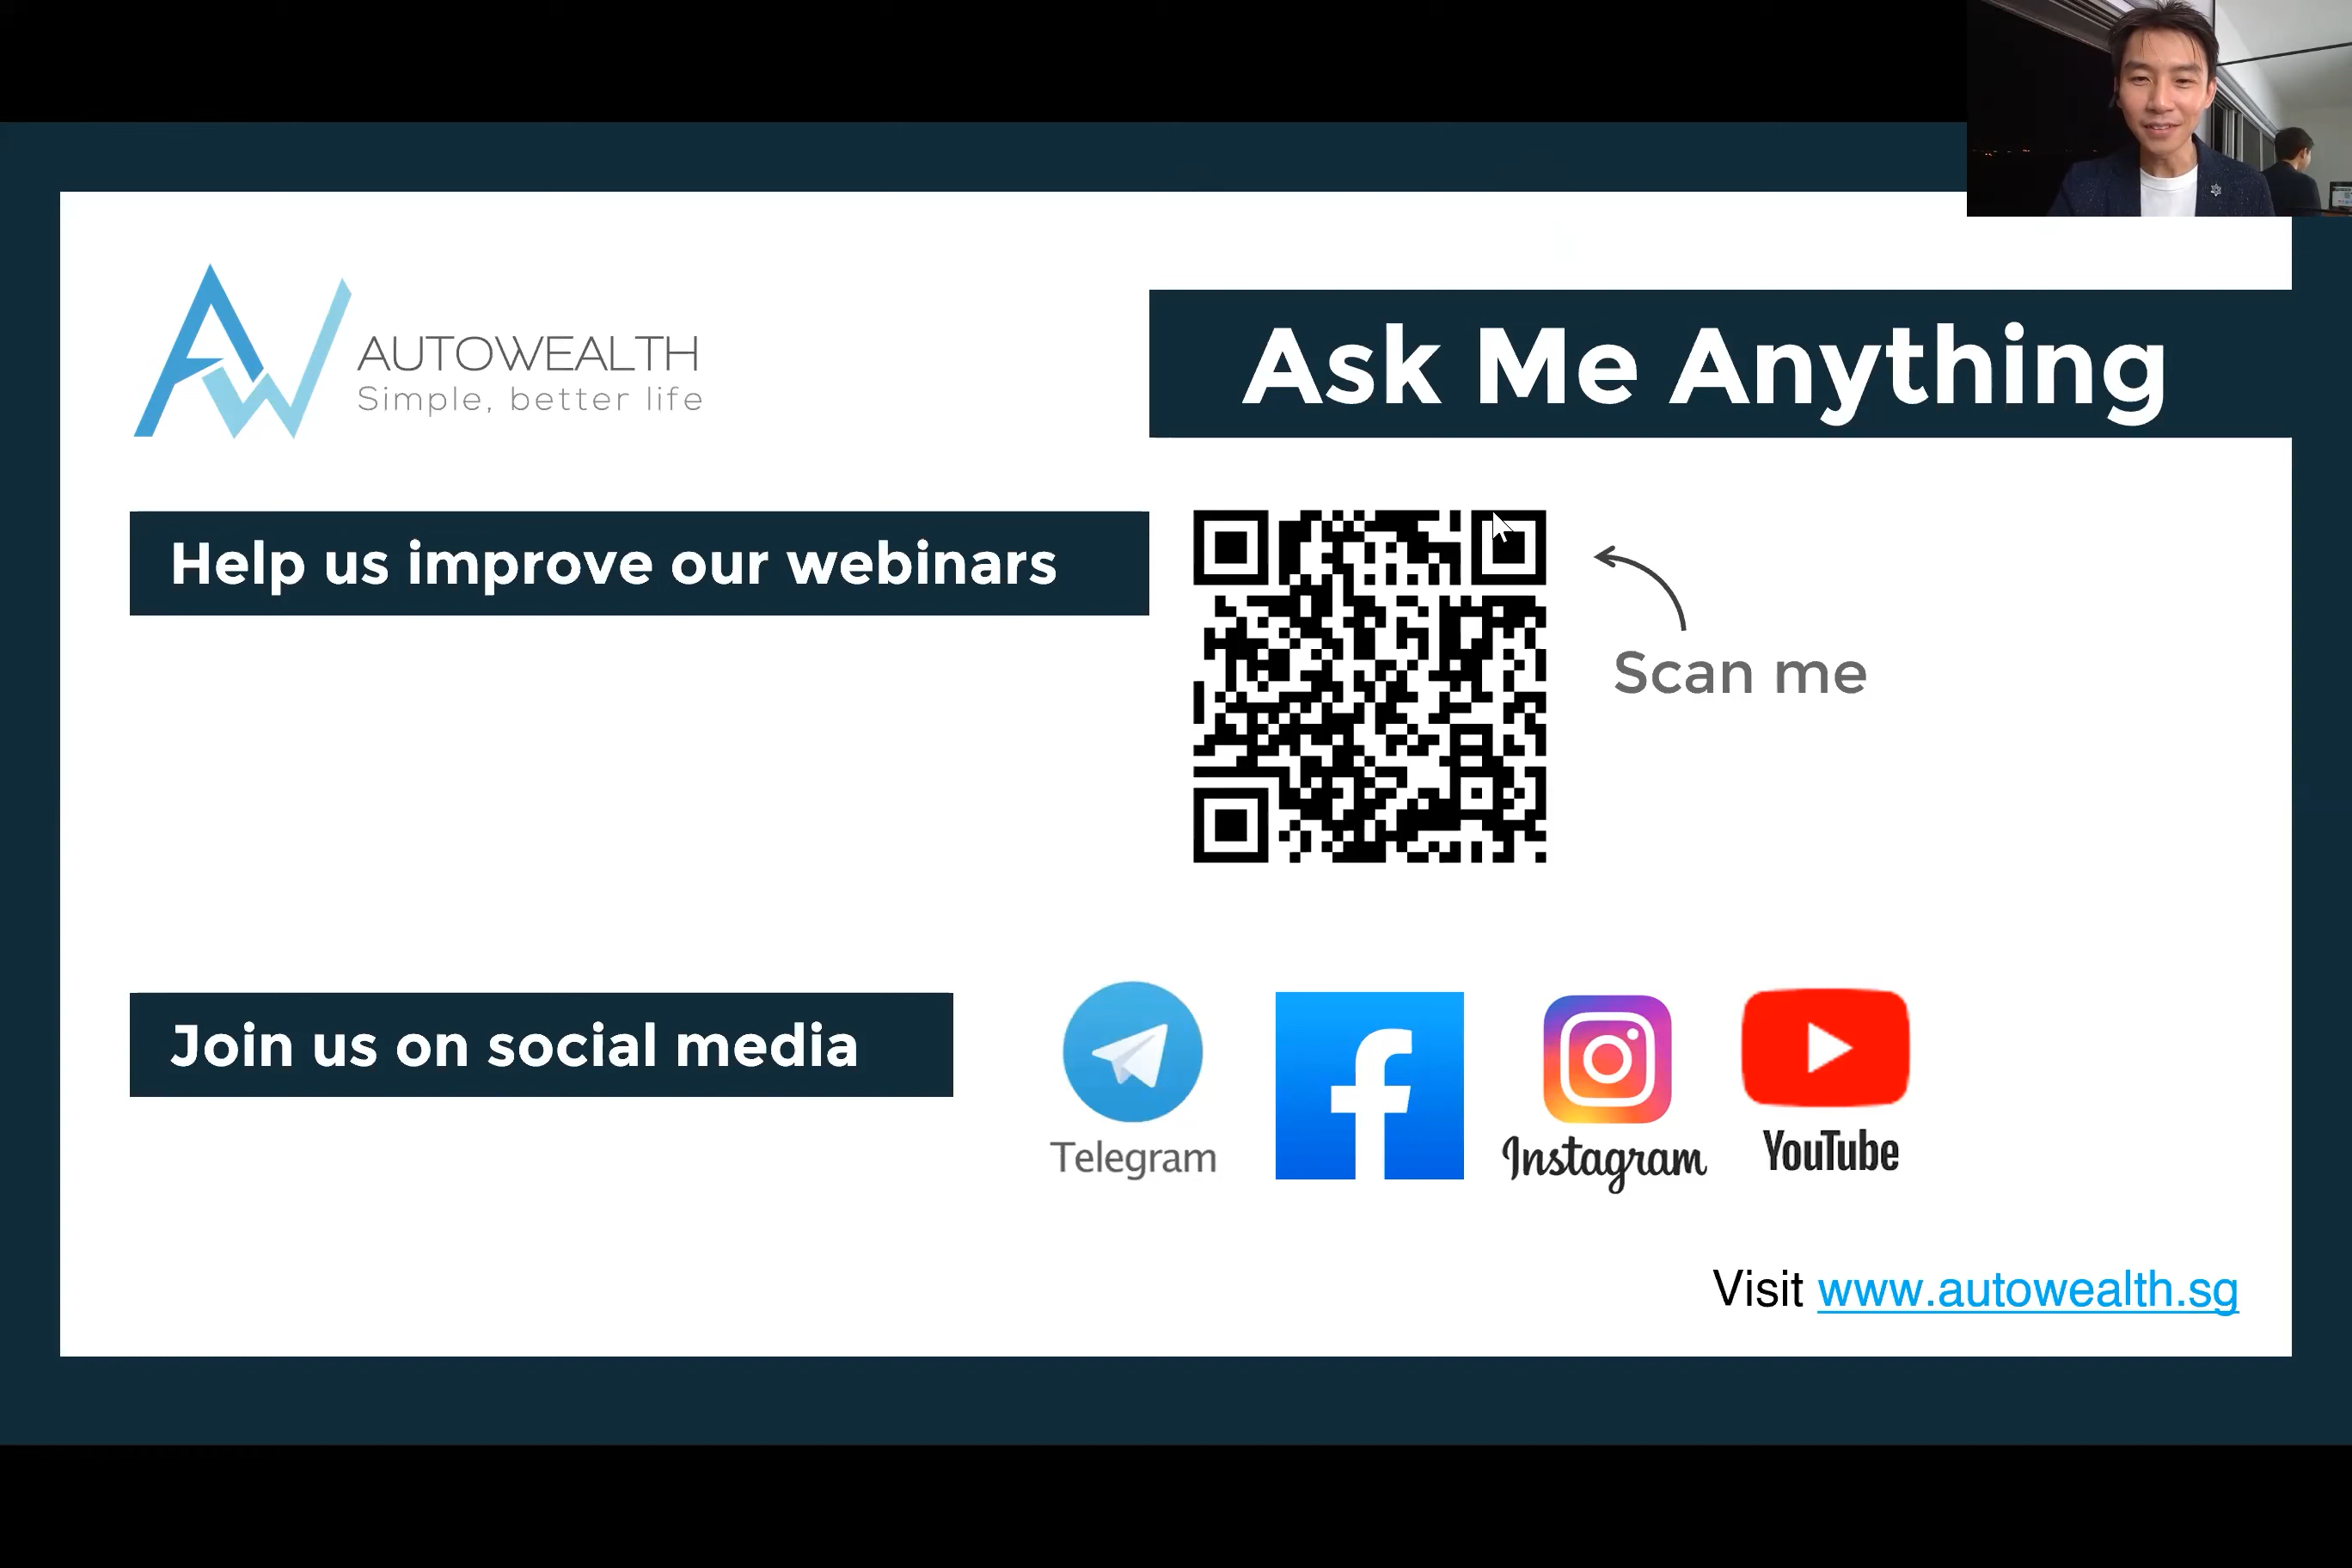 AUTOWEALTH
Simple, better life
Ask Me Anything
Help us improve our webinars
Scan me
Join us on social media
Telegram
Instagram
YouTube
Visit www.autowealth.sg